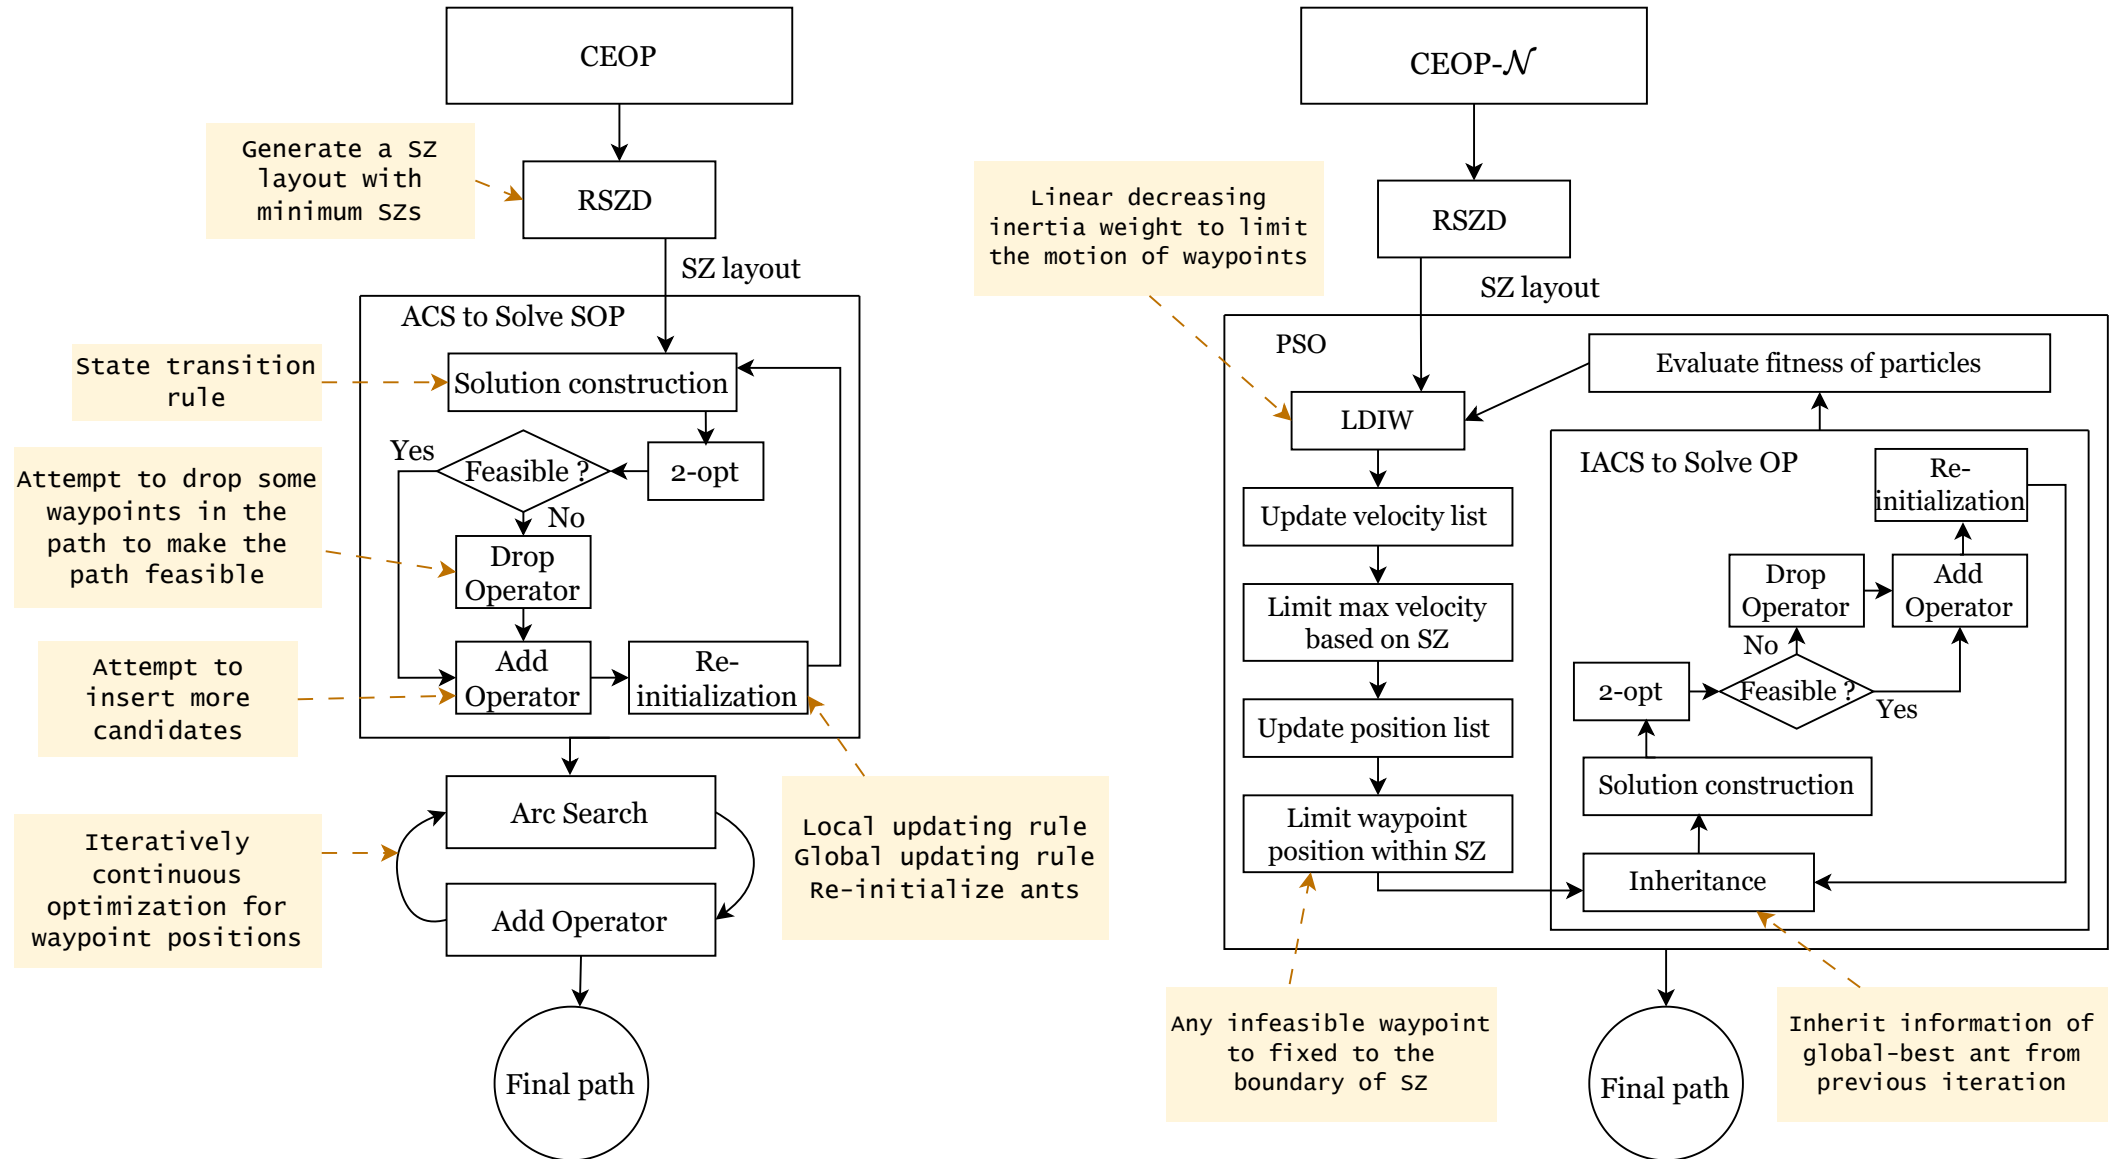 CEOP
Generate a SZ
layout with
minimum SZs
RSZD
SZ layout
ACS to Solve SOP
State transition
rule
Solution construction
Yes
Feasible ?
2-opt
No
Attempt to drop some
waypoints in the
path to make the
path feasible
Drop
Operator
Attempt to
insert more
candidates
Add
Operator
Re-
initialization
Arc Search
Local updating rule
Global updating rule
Re-initialize ants
Iteratively
continuous
optimization for
waypoint positions
Add Operator
Final path
CEOP-𝒩
Linear decreasing
inertia weight to limit
the motion of waypoints
RSZD
SZ layout
PSO
Evaluate fitness of particles
LDIW
IACS to Solve OP
Re-
initialization
Update velocity list
Drop
Operator
Add
Operator
Limit max velocity
based on SZ
No
2-opt
Feasible ?
Yes
Update position list
Solution construction
Limit waypoint
position within SZ
Inheritance
Any infeasible waypoint
to fixed to the
boundary of SZ
Final path
Inherit information of
global-best ant from
previous iteration